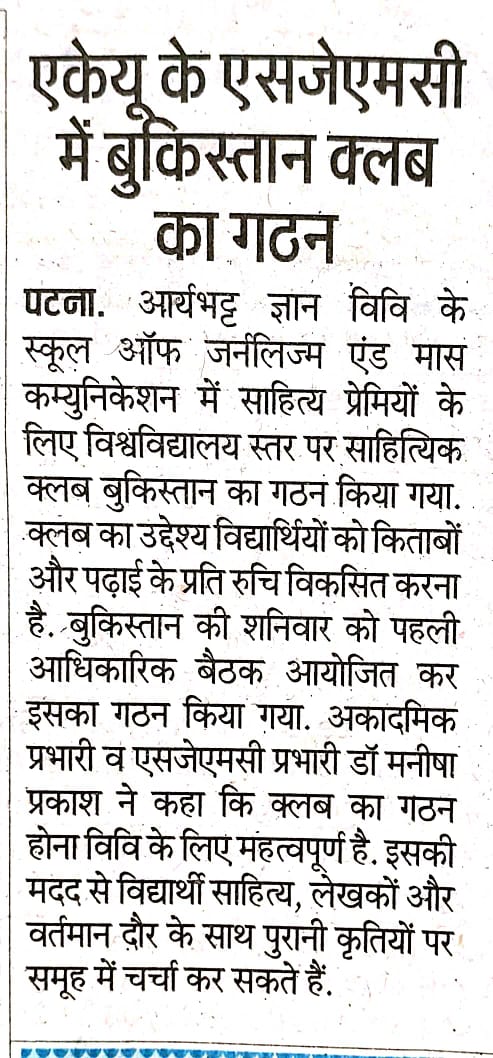 एकेयू के एसजेएमसी
में बुकिस्तान क्लब
का गठन
पटना. आर्यभट्ट ज्ञान विवि के
स्कूल ऑफ जर्नलिज्म एंड मास
कम्युनिकेशन में साहित्य प्रेमियों के
लिए विश्वविद्यालय स्तर पर साहित्यिक
क्लब बुकिस्तान का गठन किया गया.
क्लब का उद्देश्य विद्यार्थियों को किताबों
और पढ़ाई के प्रति रुचि विकसित करना
है. बुकिस्तान की शनिवार को पहली
आधिकारिक बैठक आयोजित कर
इसका गठन किया गया. अकादमिक
प्रभारी व एसजेएमसी प्रभारी डॉ मनीषा
प्रकाश ने कहा कि क्लब का गठन
होना विवि के लिए महत्वपूर्ण है. इसकी
मदद से विद्यार्थी साहित्य, लेखकों और
वर्तमान दौर के साथ पुरानी कृतियों पर
समूह में चर्चा कर सकते हैं.